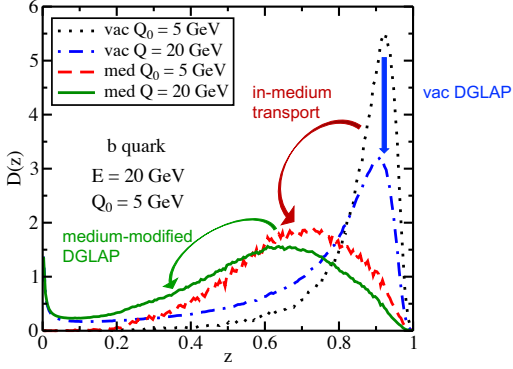 6
5
4
3
2
1
0
D(z)
vac Q₀ = 5 GeV
vac Q = 20 GeV
med Q₀ = 5 GeV
med Q = 20 GeV
in-medium
transport
vac DGLAP
b quark
E = 20 GeV
Q₀ = 5 GeV
medium-modified
DGLAP
0 0.2 0.4 0.6 0.8 1
z